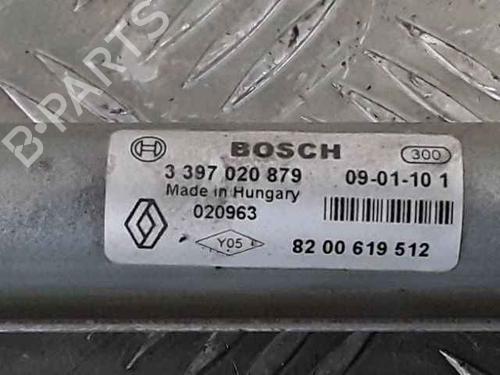 B-PARTS
BOSCH 300
3 397 020 879 09-01-10 1
Made in Hungary
020963
Y05
82 00 619 512